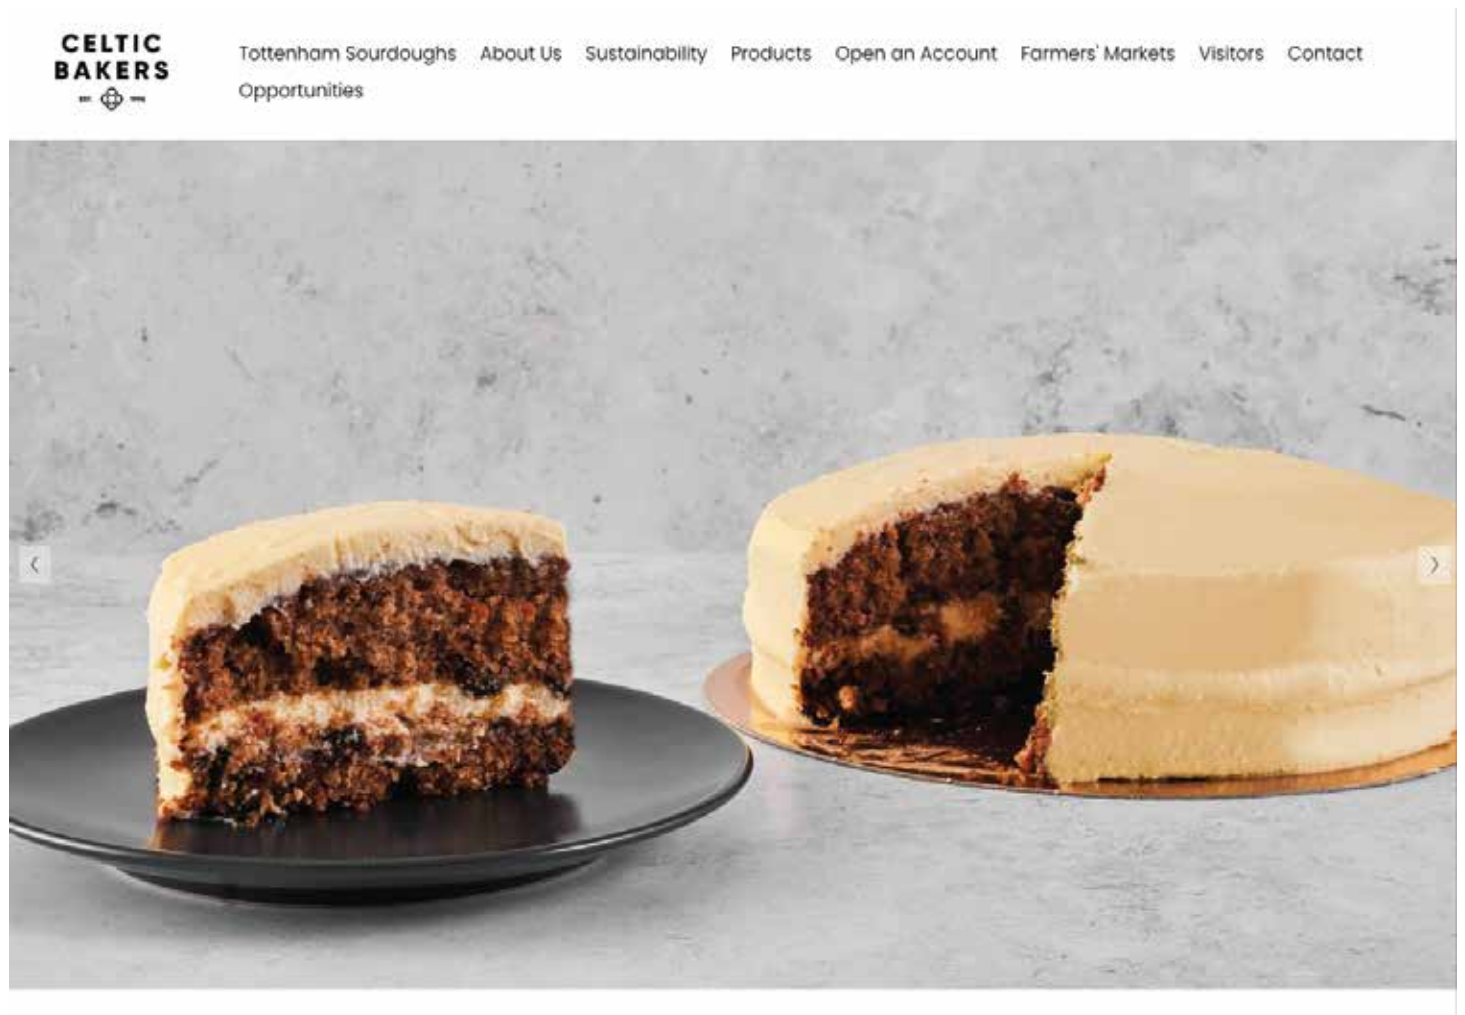 CELTIC
BAKERS
Tottenham Sourdoughs About Us Sustainability Products Open an Account Farmers' Markets Visitors Contact
Opportunities